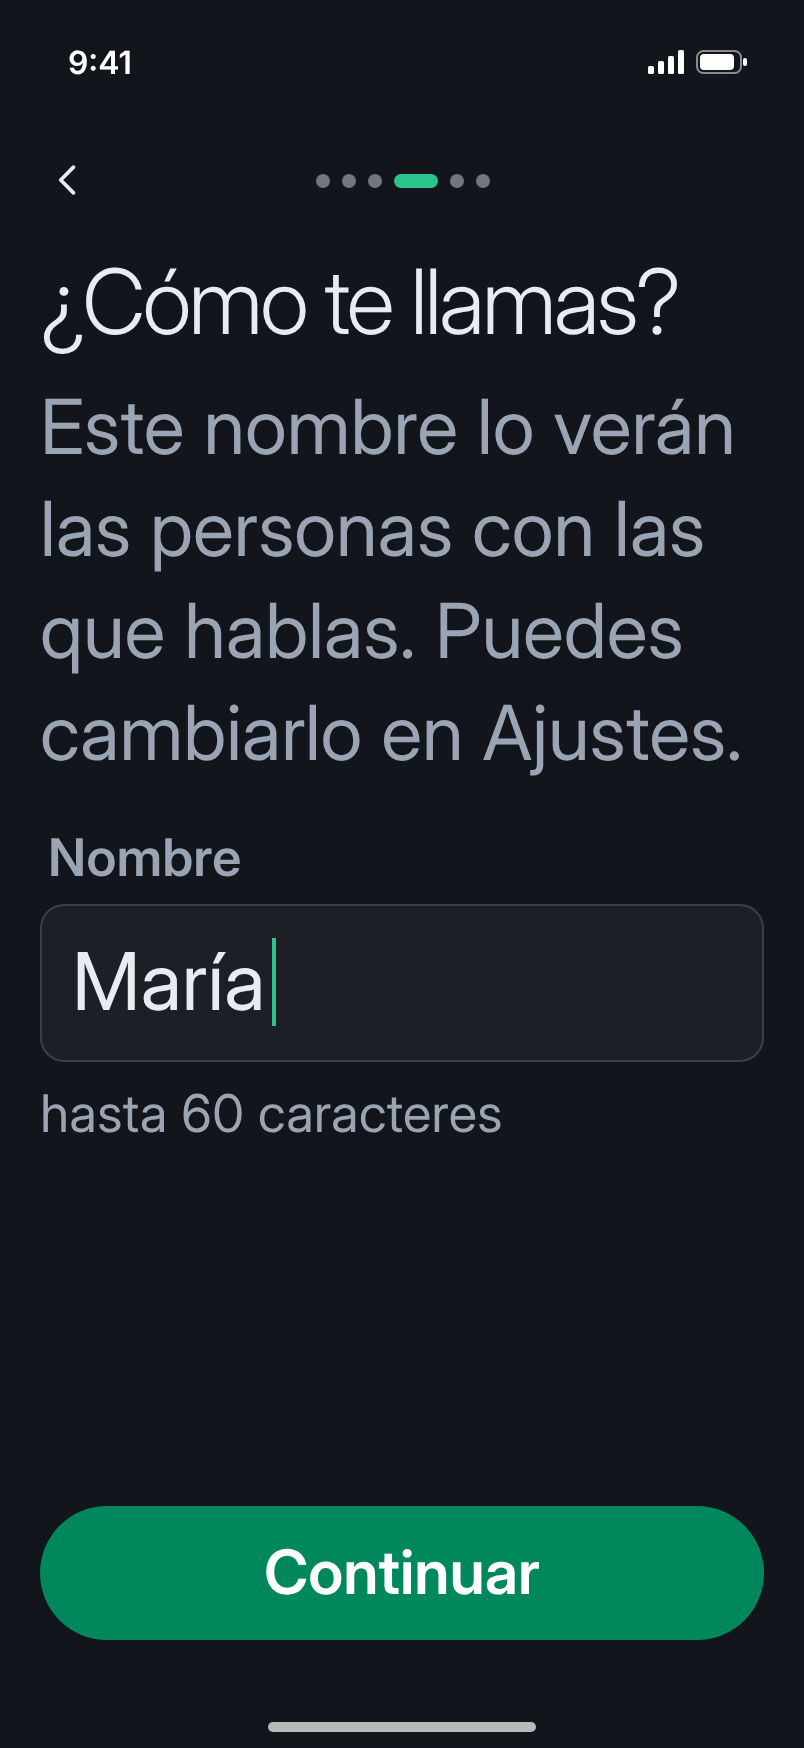 9:41
¿Cómo te llamas?
Este nombre lo verán
las personas con las
que hablas. Puedes
cambiarlo en Ajustes.
Nombre
María
hasta 60 caracteres
Continuar